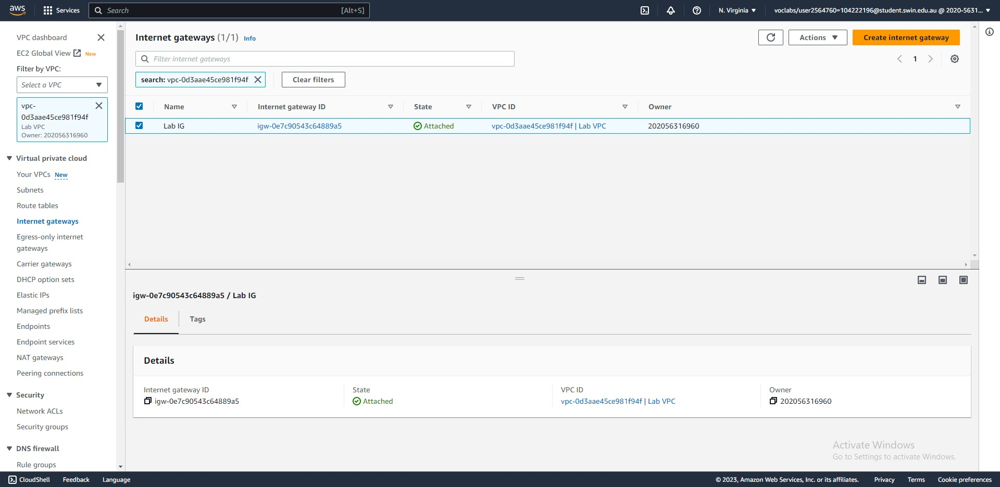 aws
Services
Search
[Alt+S]
N. Virginia
voclabs/user2564760=104222196@student.swin.edu.au @ 2020-5631...
VPC dashboard
EC2 Global View New
Filter by VPC:
Select a VPC
vpc-
0d3aae45ce981f94f
Lab VPC
Owner: 202056316960
Virtual private cloud
Your VPCs New
Subnets
Route tables
Internet gateways
Egress-only internet
gateways
Carrier gateways
DHCP option sets
Elastic IPs
Managed prefix lists
Endpoints
Endpoint services
NAT gateways
Peering connections
Security
Network ACLs
Security groups
DNS firewall
Rule groups
Internet gateways (1/1) Info
Actions
Create internet gateway
Filter internet gateways
1
search: vpc-0d3aae45ce981f94f
Clear filters
Name Internet gateway ID State VPC ID Owner
Lab IG igw-0e7c90543c64889a5 Attached vpc-0d3aae45ce981f94f | Lab VPC 202056316960
igw-0e7c90543c64889a5 / Lab IG
Details
Tags
Details
Internet gateway ID State VPC ID Owner
igw-0e7c90543c64889a5 Attached vpc-0d3aae45ce981f94f | Lab VPC 202056316960
Activate Windows
Go to Settings to activate Windows.
CloudShell Feedback Language
© 2023, Amazon Web Services, Inc. or its affiliates. Privacy Terms Cookie preferences